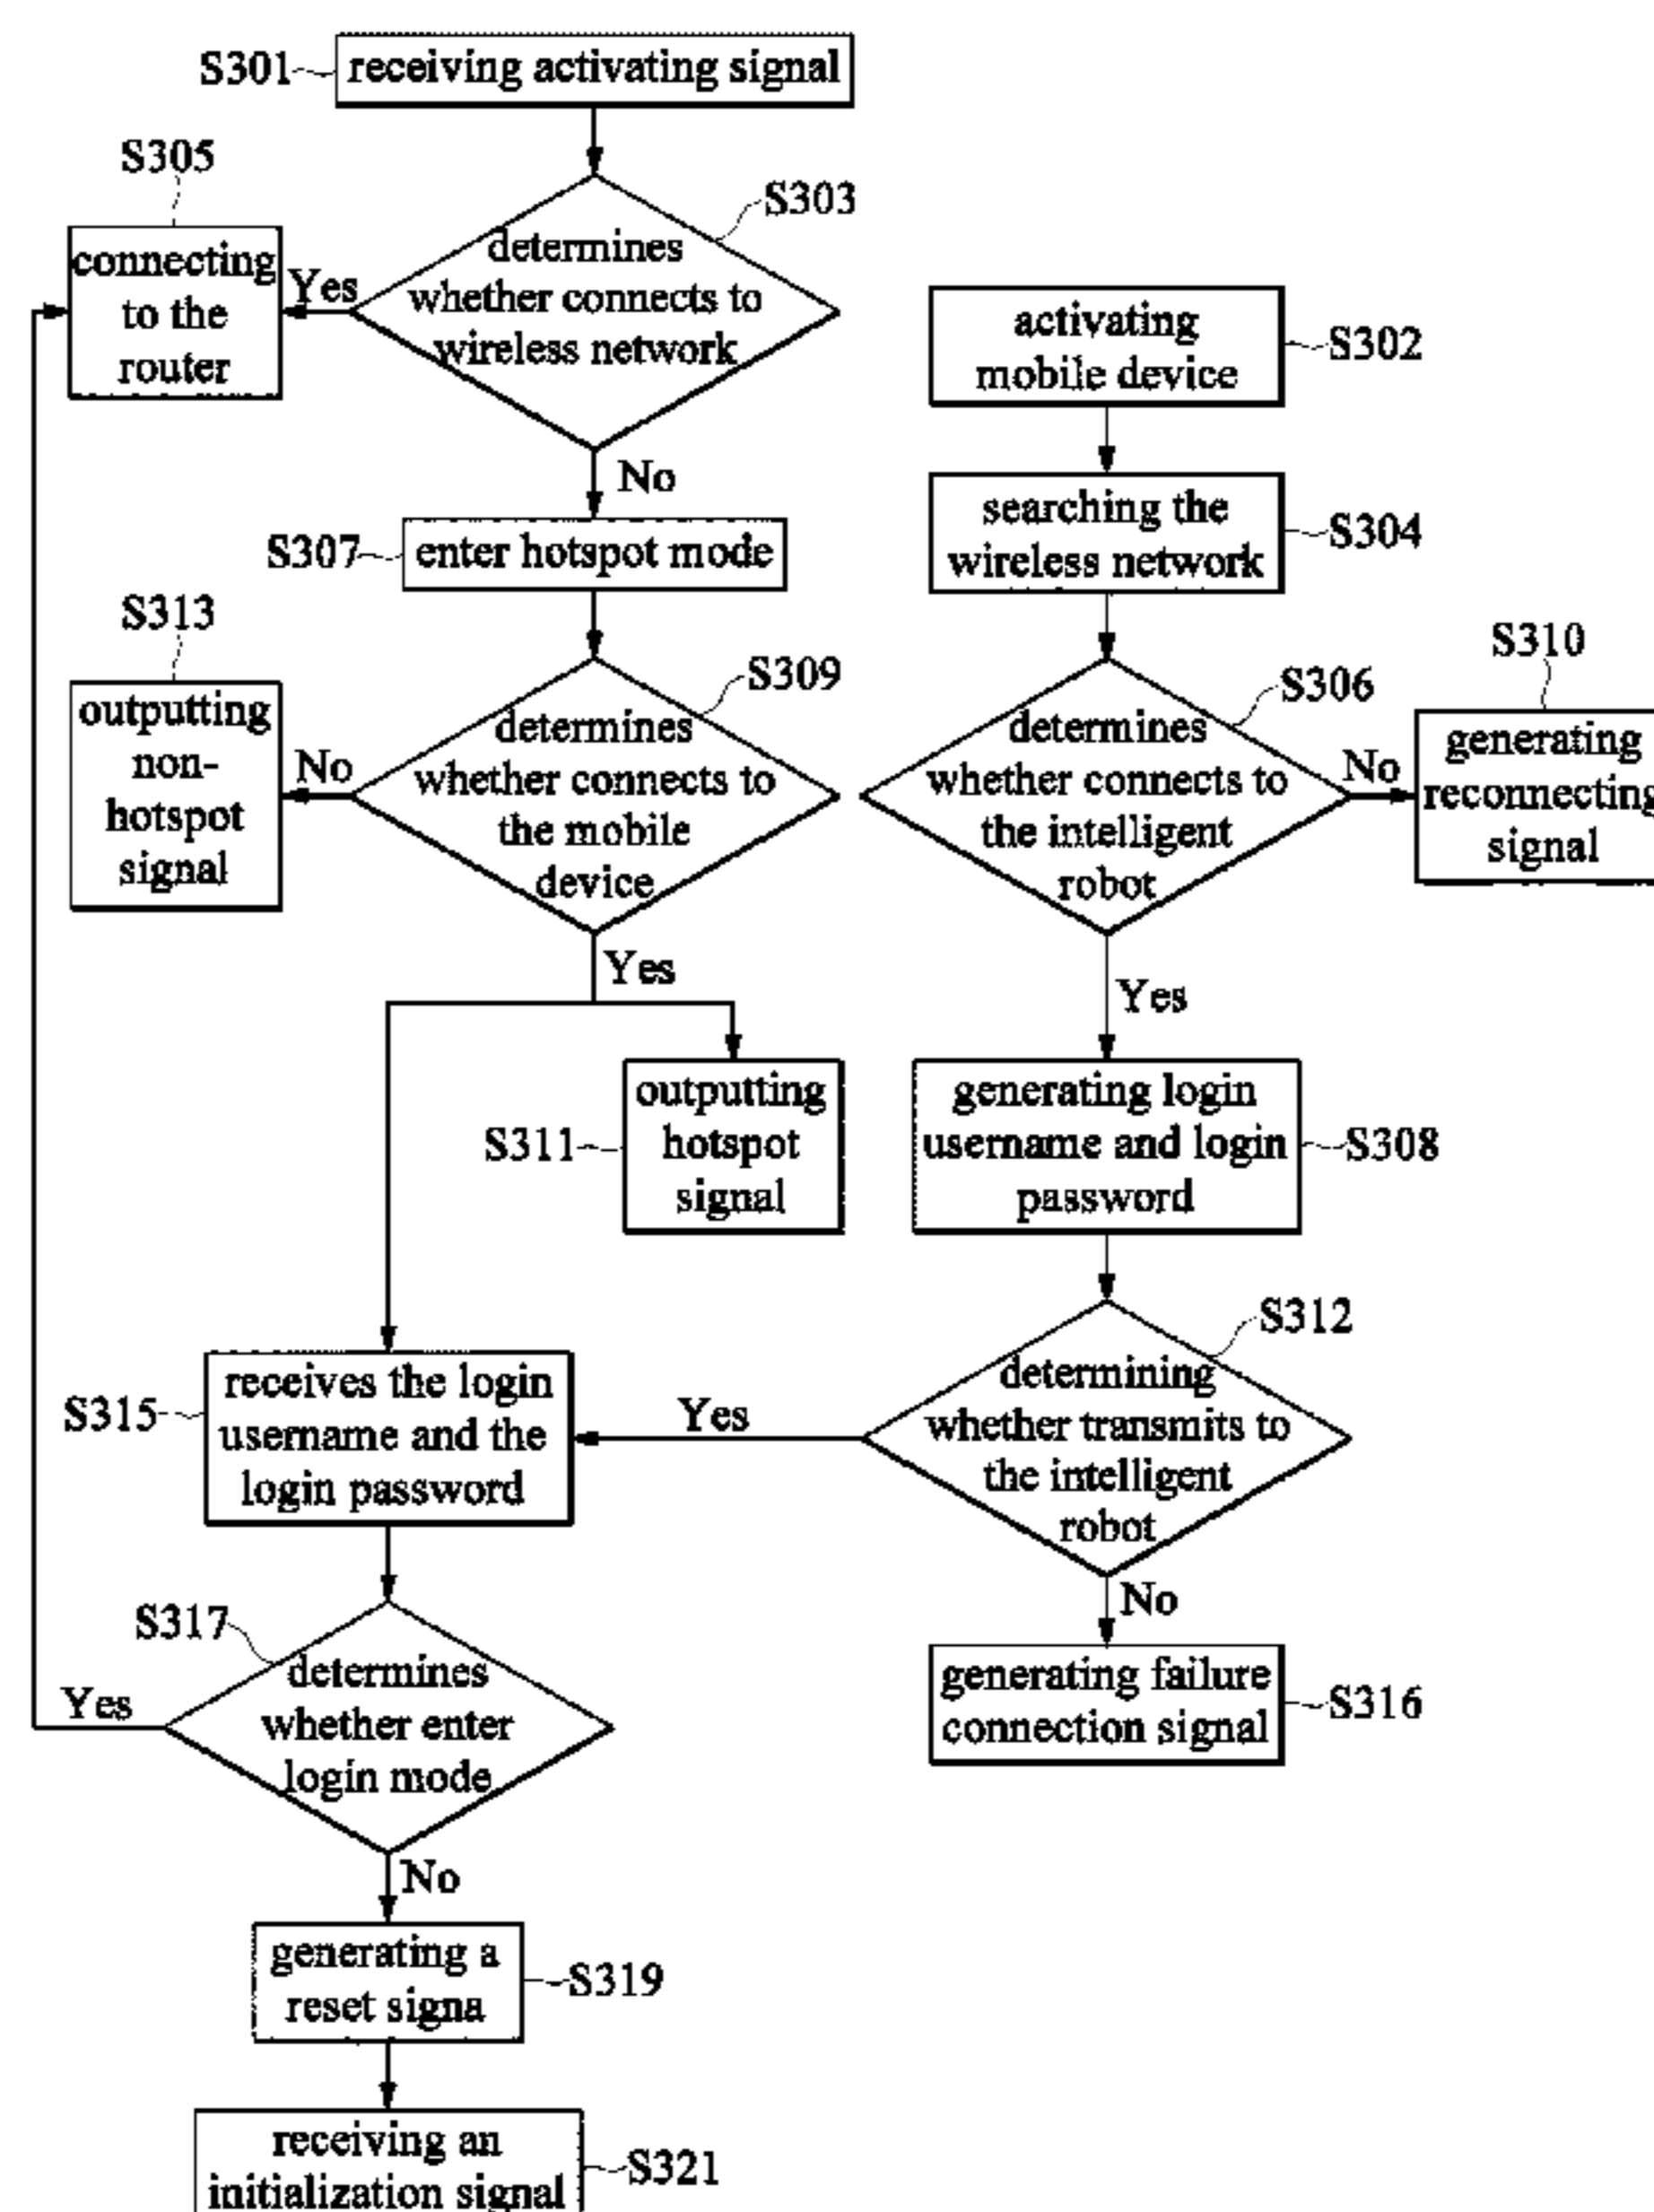 S301
receiving activating signal
S305
connecting
to the
router
Yes
S303
determines
whether connects to
wireless network
No
S307
enter hotspot mode
S313
outputting
non-
hotspot
signal
No
S309
determines
whether connects to
the mobile
device
Yes
S311
outputting
hotspot
signal
activating
mobile device
S302
searching the
wireless network
S304
S306
determines
whether connects to
the intelligent
robot
No
S310
generating
reconnecting
signal
Yes
generating login
username and login
password
S308
S312
determining
whether transmits to
the intelligent
robot
Yes
No
generating failure
connection signal
S316
S315
receives the login
username and the
login password
S317
determines
whether enter
login mode
Yes
No
generating a
reset signa
S319
receiving an
initialization signal
S321